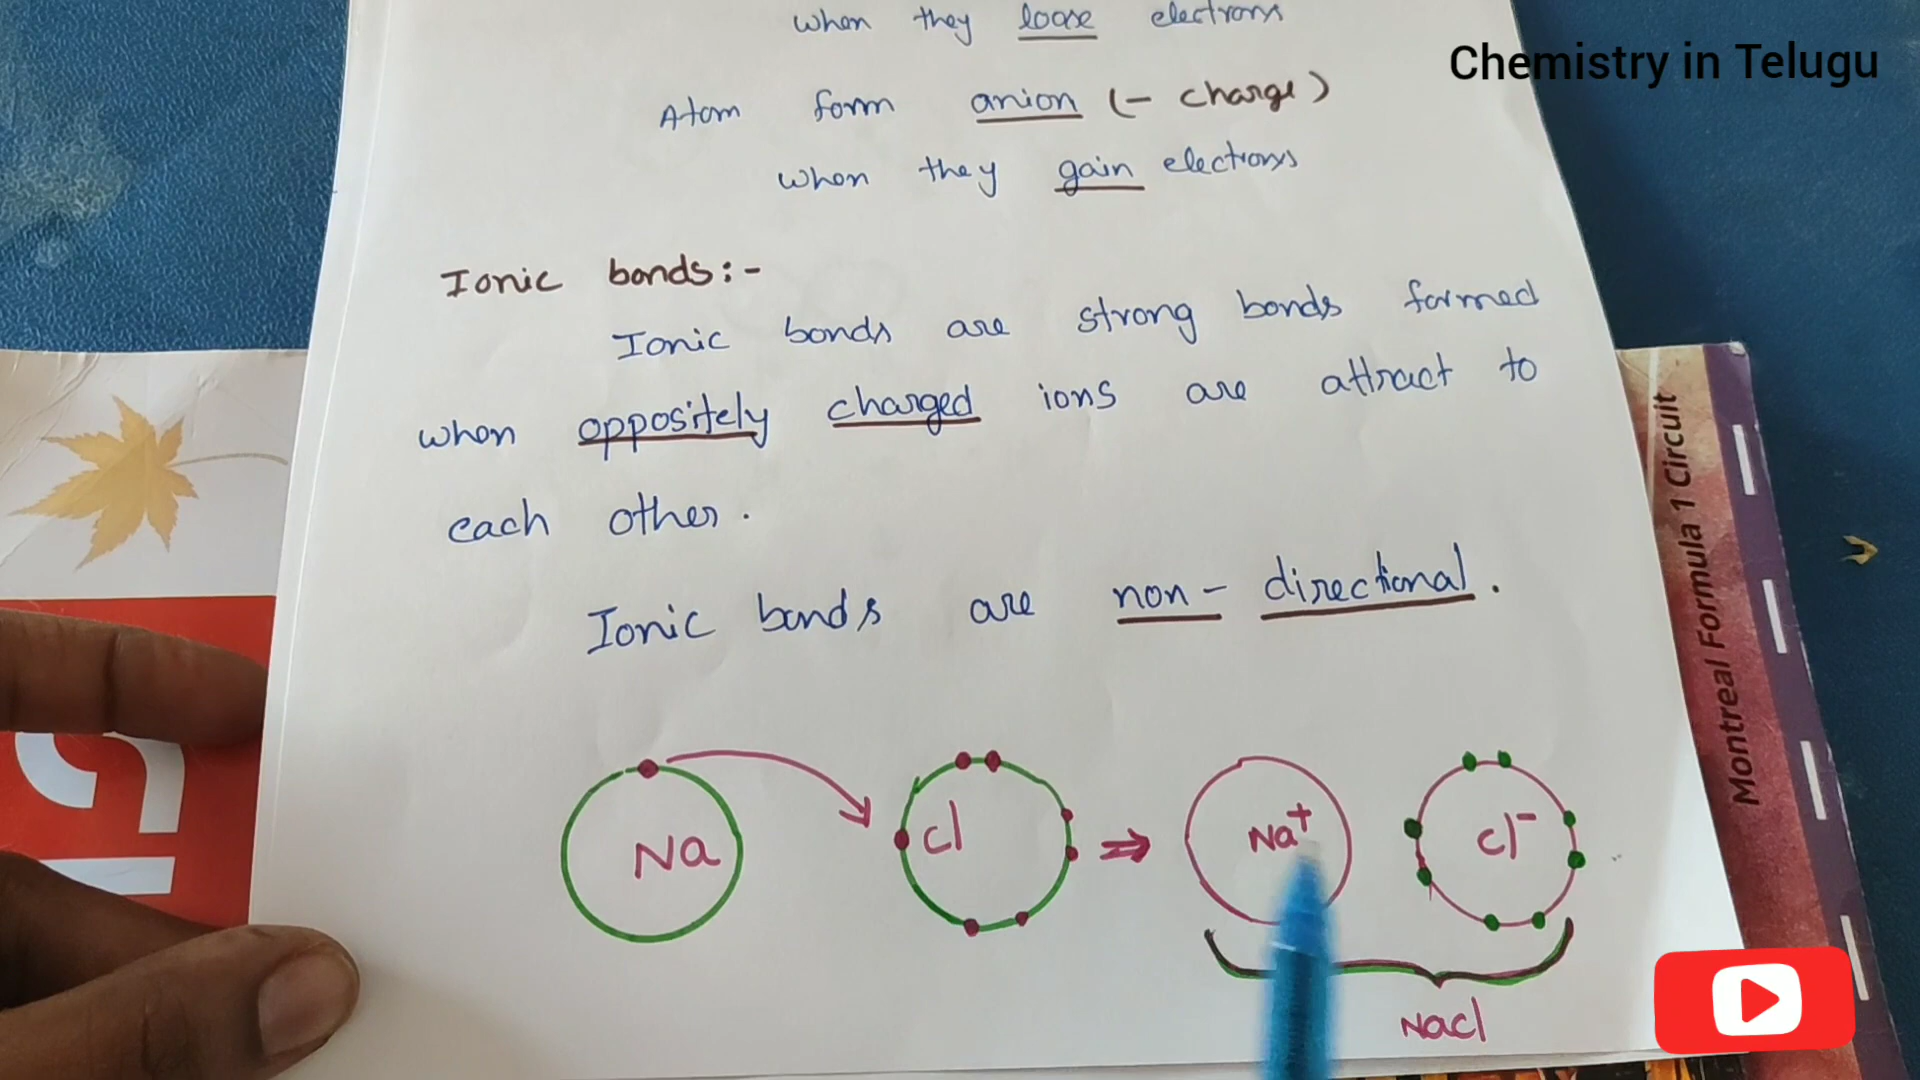 when they loose electrons
Chemistry in Telugu
Atom form anion (- charge)
when they gain electrons
Ionic bonds:-
Ionic bonds are strong bonds formed
when oppositely charged ions are attract to
each other.
Ionic bonds are non-directional.
Na Cl ⇒ Na⁺ Cl⁻
Nacl
Montreal Formula 1 Circuit